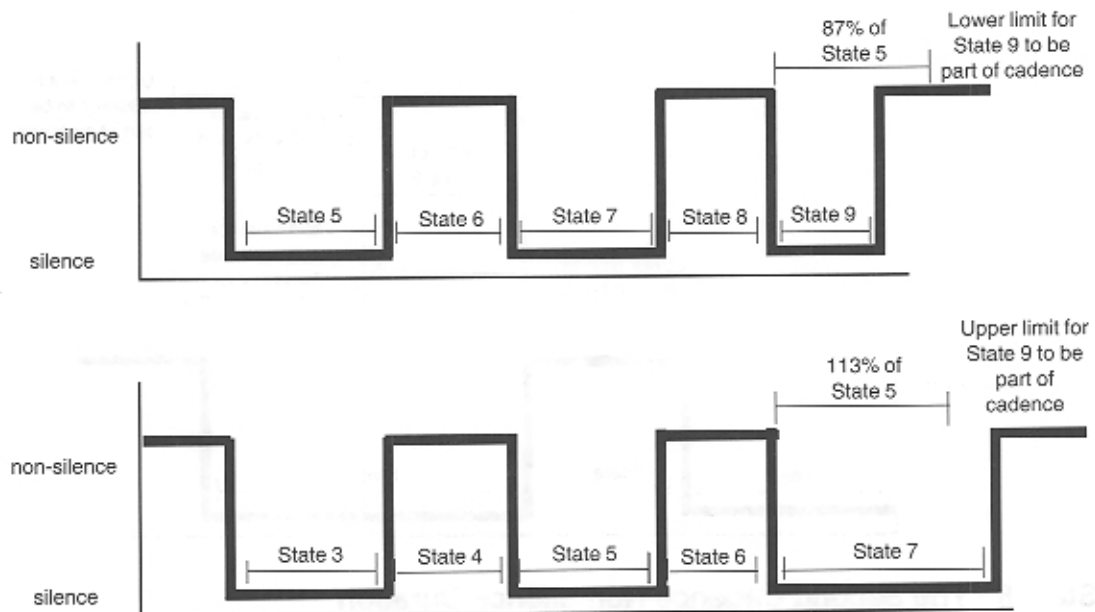 87% of
State 5
Lower limit for
State 9 to be
part of cadence
non-silence
State 5
State 6
State 7
State 8
State 9
silence
Upper limit for
State 9 to be
part of
cadence
113% of
State 5
non-silence
State 3
State 4
State 5
State 6
State 7
silence